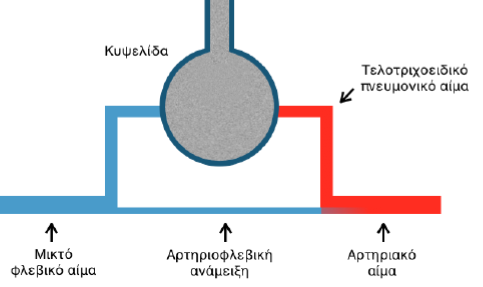 Κυψελίδα
Τελοτριχοειδικό
πνευμονικό αίμα
Μικτό
φλεβικό αίμα
Αρτηριοφλεβική
ανάμειξη
Αρτηριακό
αίμα